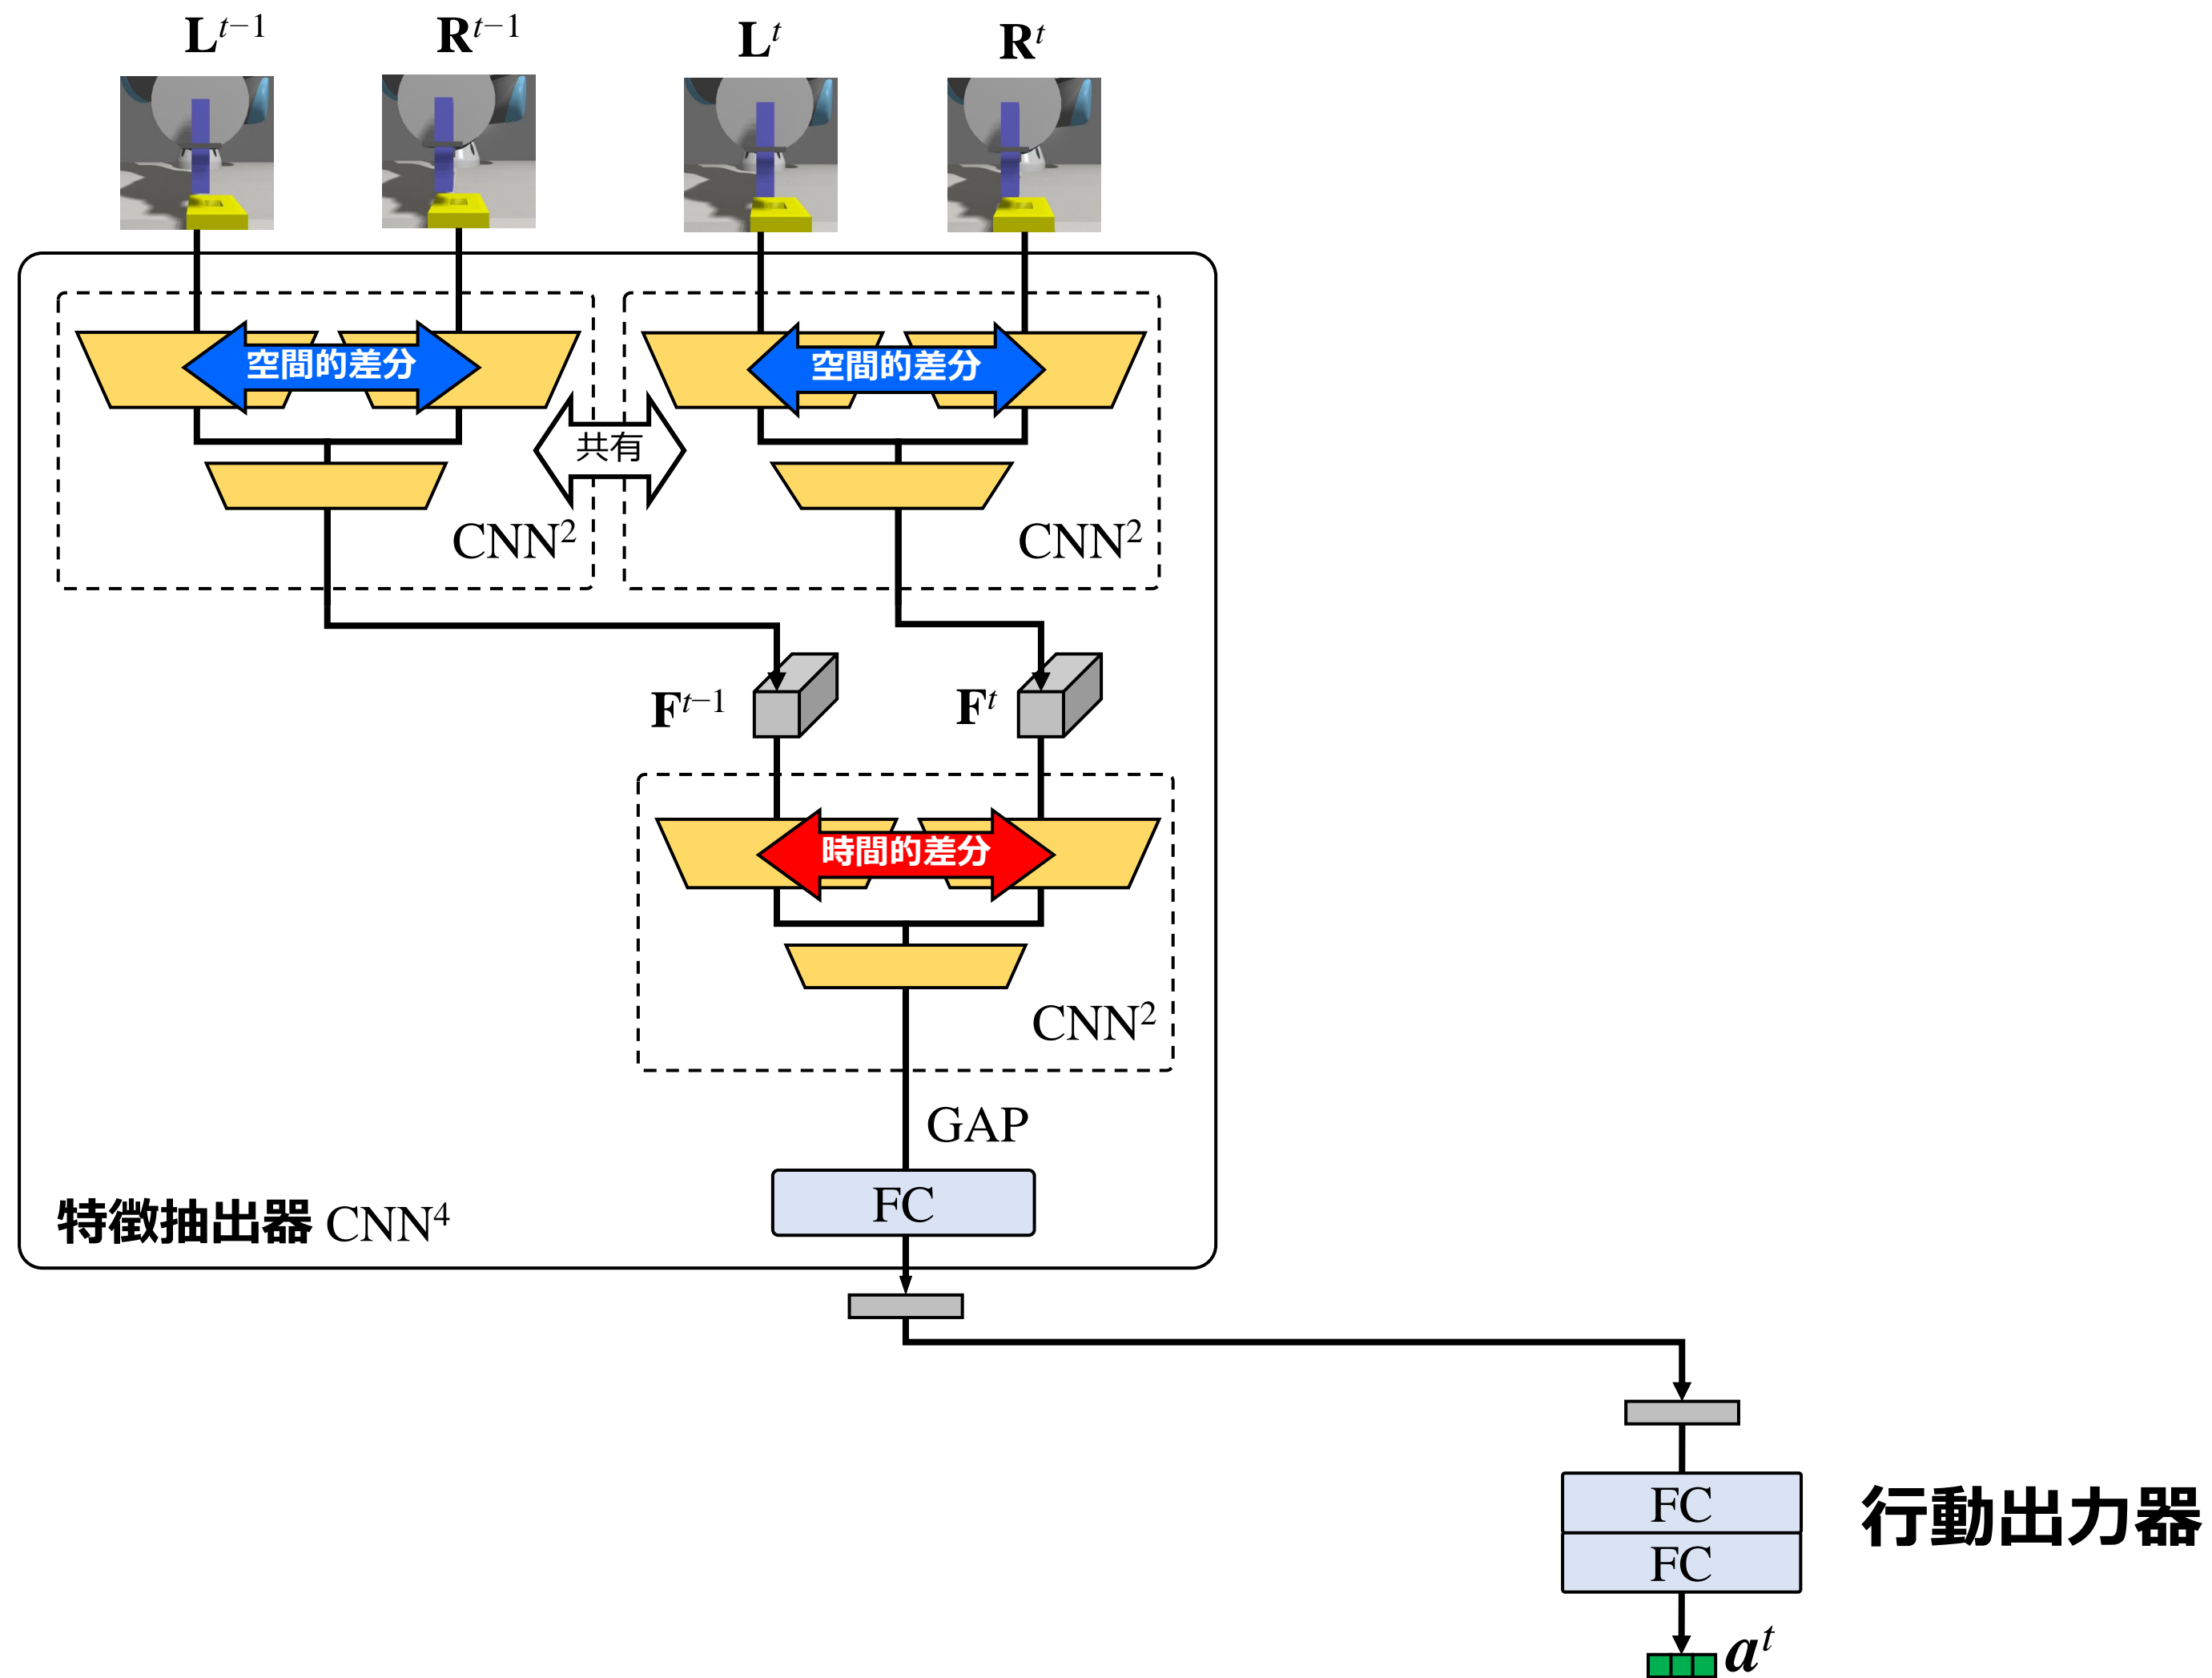 L^{t−1}
R^{t−1}
L^t
R^t
空間的差分
空間的差分
共有
CNN²
CNN²
F^{t−1}
F^t
時間的差分
CNN²
GAP
FC
特徴抽出器 CNN⁴
FC
行動出力器
FC
a^t